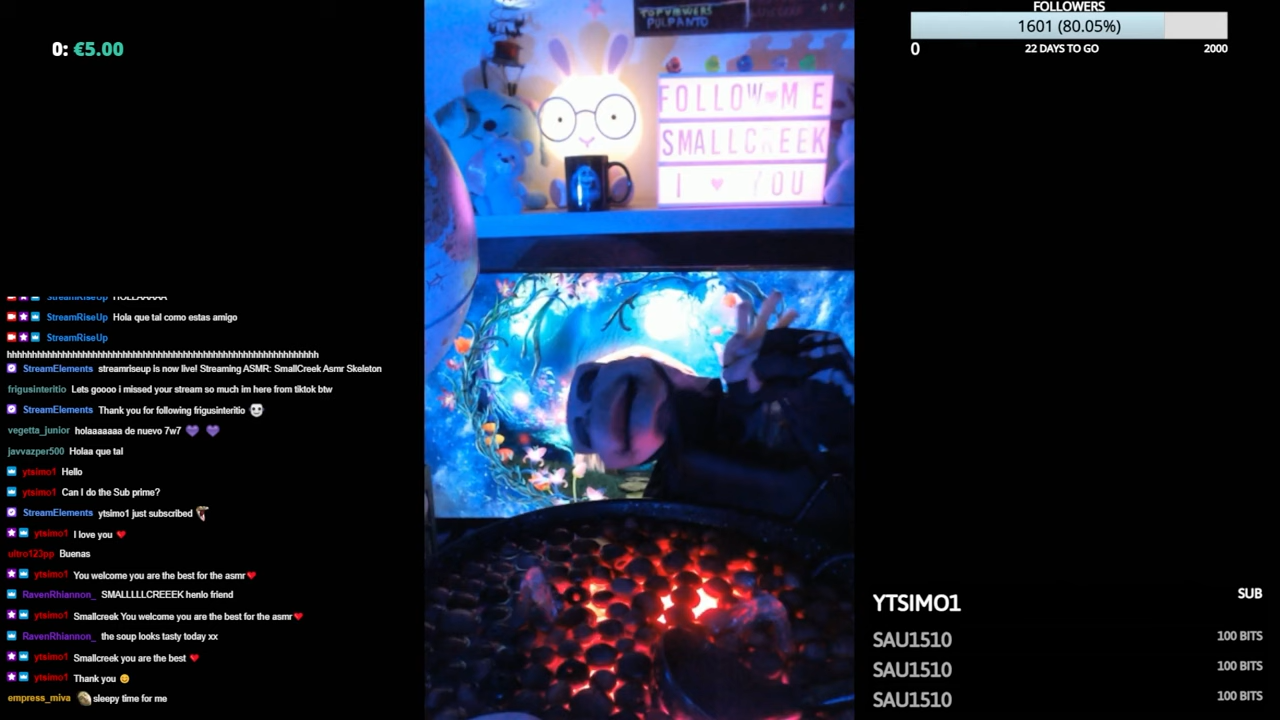 0: €5.00
FOLLOWERS
1601 (80.05%)
0
22 DAYS TO GO
2000
TOPVIEWERS
PULPANTO
FOLLOW♥ME
SMALLCREEK
I ♥ YOU
StreamRiseUp HOLLAAAAA
StreamRiseUp Hola que tal como estas amigo
StreamRiseUp
StreamElements streamriseup is now live! Streaming ASMR: SmallCreek Asmr Skeleton
frigusinteritio Lets goooo i missed your stream so much im here from tiktok btw
StreamElements Thank you for following frigusinteritio
vegetta_junior holaaaaaaa de nuevo 7w7 💜 💜
javvazper500 Holaa que tal
ytsimo1 Hello
ytsimo1 Can I do the Sub prime?
StreamElements ytsimo1 just subscribed
ytsimo1 I love you ❤
ultro123pp Buenas
ytsimo1 You welcome you are the best for the asmr❤
RavenRhiannon_ SMALLLLLCREEEK henlo friend
ytsimo1 Smallcreek You welcome you are the best for the asmr❤
RavenRhiannon_ the soup looks tasty today xx
ytsimo1 Smallcreek you are the best ❤
ytsimo1 Thank you 😊
empress_miva sleepy time for me
YTSIMO1 SUB
SAU1510 100 BITS
SAU1510 100 BITS
SAU1510 100 BITS